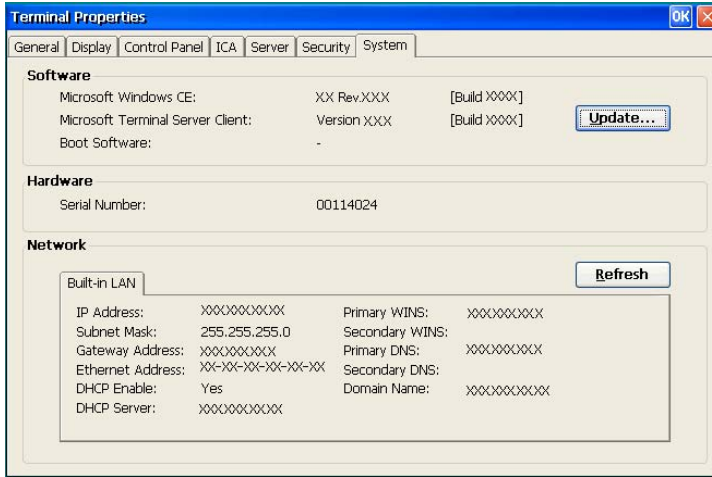 Terminal Properties OK
General Display Control Panel ICA Server Security System
Software
Microsoft Windows CE: XX Rev.XXX [Build XXXX]
Microsoft Terminal Server Client: Version XXX [Build XXXX]
Update...
Boot Software: -
Hardware
Serial Number: 00114024
Network
Refresh
Built-in LAN
IP Address: XXXXXXXXXX Primary WINS: XXXXXXXXX
Subnet Mask: 255.255.255.0 Secondary WINS:
Gateway Address: XXXXXXXXX Primary DNS: XXXXXXXXX
Ethernet Address: XX-XX-XX-XX-XX-XX Secondary DNS:
DHCP Enable: Yes Domain Name: XXXXXXXXXX
DHCP Server: XXXXXXXXXX